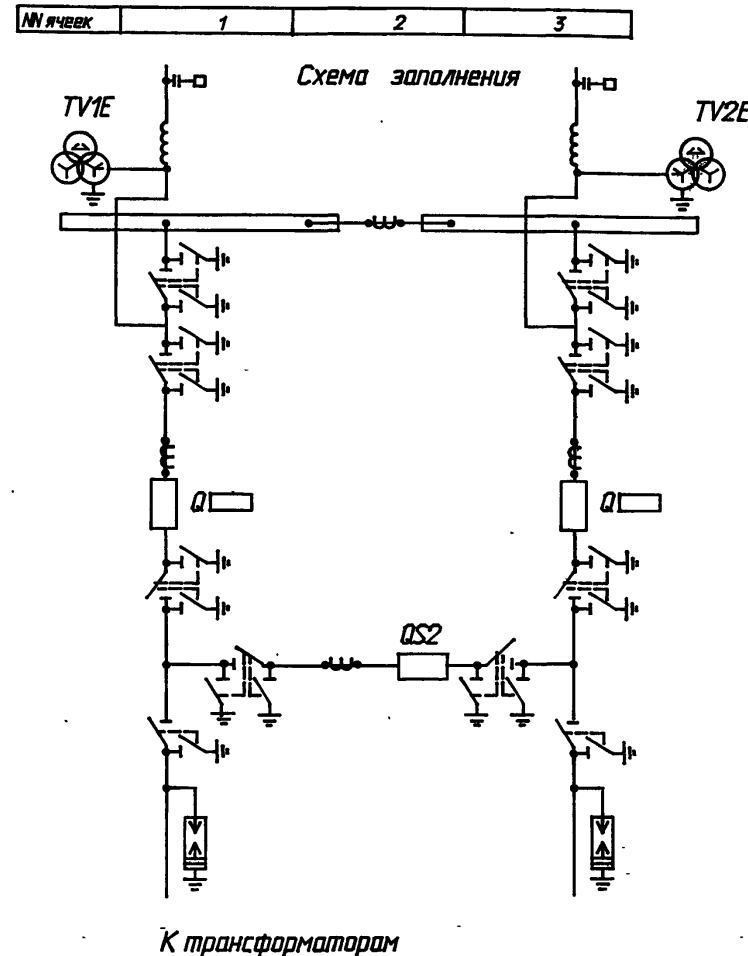 NN ячеек 1 2 3
Схема заполнения
TV1E
TV2E
Q
Q
QS2
К трансформаторам